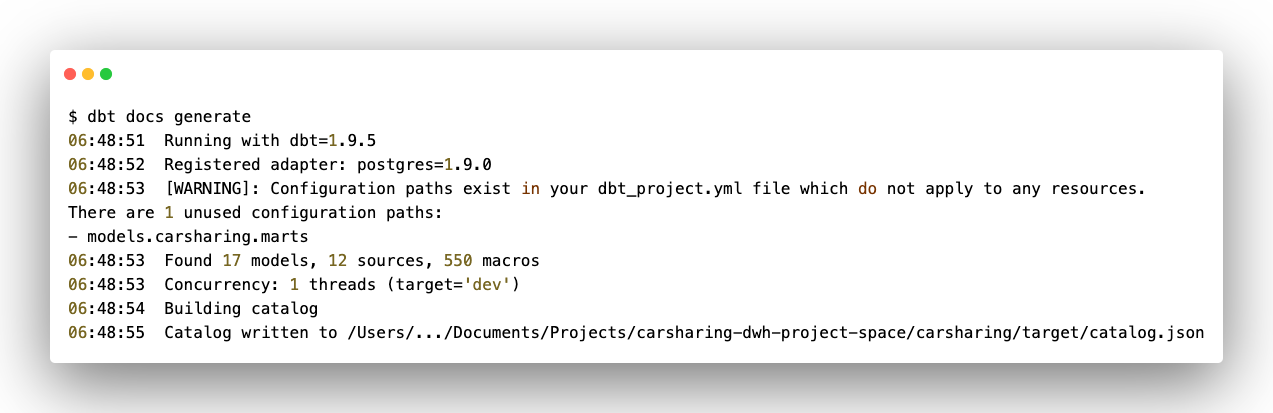 $ dbt docs generate
06:48:51  Running with dbt=1.9.5
06:48:52  Registered adapter: postgres=1.9.0
06:48:53  [WARNING]: Configuration paths exist in your dbt_project.yml file which do not apply to any resources.
There are 1 unused configuration paths:
- models.carsharing.marts
06:48:53  Found 17 models, 12 sources, 550 macros
06:48:53  Concurrency: 1 threads (target='dev')
06:48:54  Building catalog
06:48:55  Catalog written to /Users/.../Documents/Projects/carsharing-dwh-project-space/carsharing/target/catalog.json